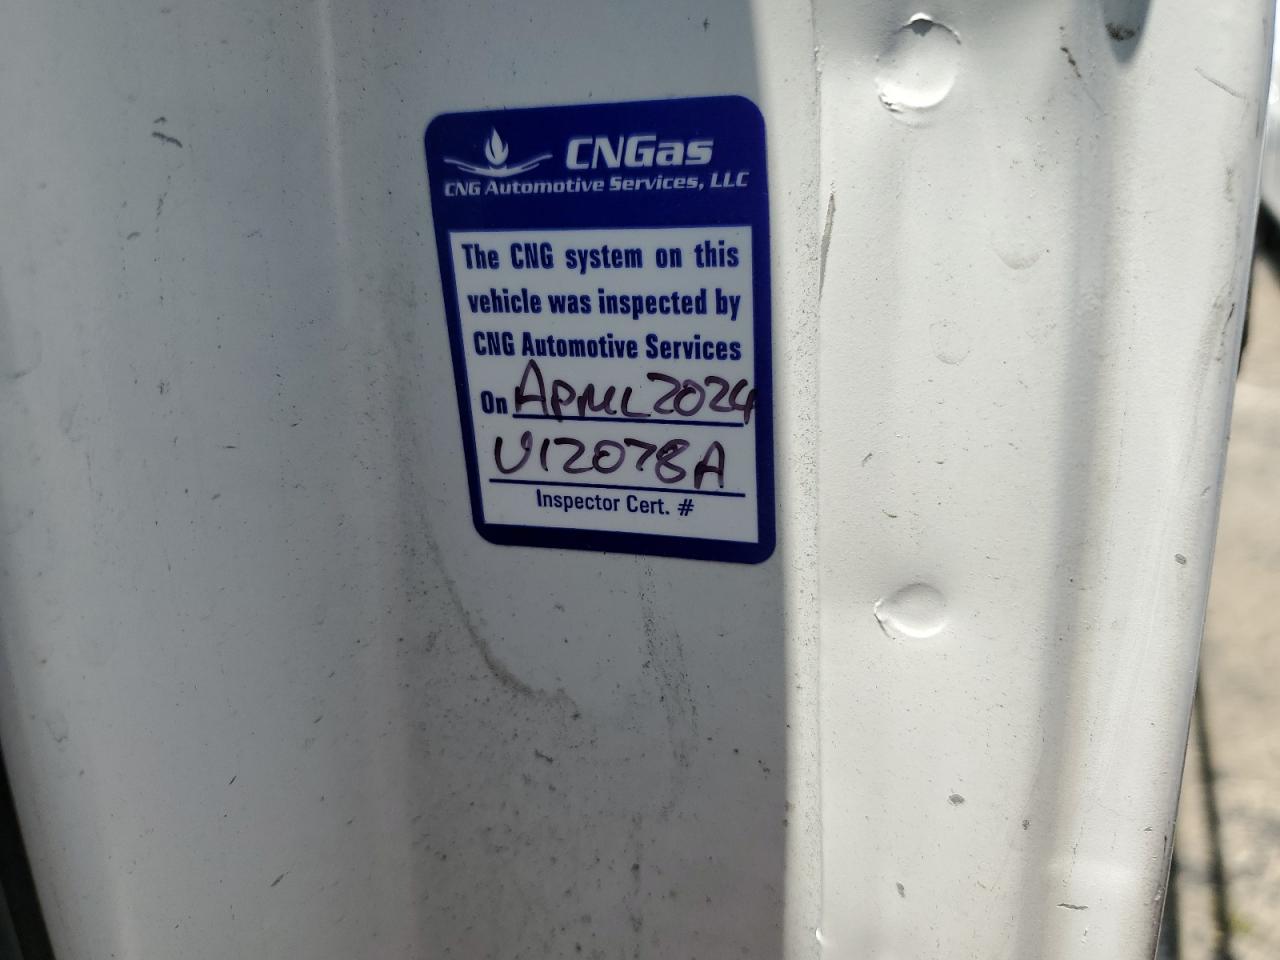 CNGas
CNG Automotive Services, LLC
The CNG system on this
vehicle was inspected by
CNG Automotive Services
On APRIL 2024
V12078A
Inspector Cert. #